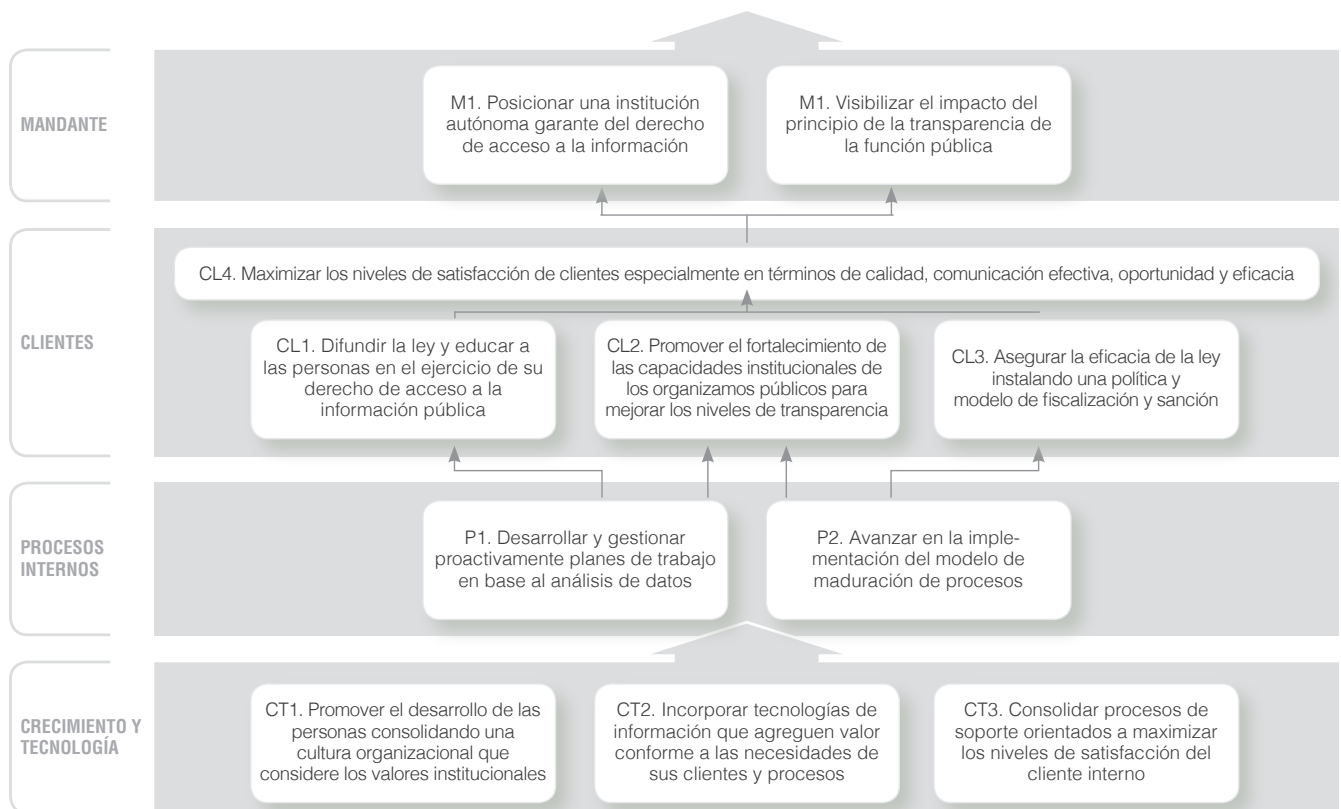 MANDANTE
M1. Posicionar una institución
autónoma garante del derecho
de acceso a la información
M1. Visibilizar el impacto del
principio de la transparencia de
la función pública
CLIENTES
CL4. Maximizar los niveles de satisfacción de clientes especialmente en términos de calidad, comunicación efectiva, oportunidad y eficacia
CL1. Difundir la ley y educar a
las personas en el ejercicio de su
derecho de acceso a la
información pública
CL2. Promover el fortalecimiento de
las capacidades institucionales de
los organizamos públicos para
mejorar los niveles de transparencia
CL3. Asegurar la eficacia de la ley
instalando una política y
modelo de fiscalización y sanción
PROCESOS
INTERNOS
P1. Desarrollar y gestionar
proactivamente planes de trabajo
en base al análisis de datos
P2. Avanzar en la imple-
mentación del modelo de
maduración de procesos
CRECIMIENTO Y
TECNOLOGÍA
CT1. Promover el desarrollo de las
personas consolidando una
cultura organizacional que
considere los valores institucionales
CT2. Incorporar tecnologías de
información que agreguen valor
conforme a las necesidades de
sus clientes y procesos
CT3. Consolidar procesos de
soporte orientados a maximizar
los niveles de satisfacción del
cliente interno